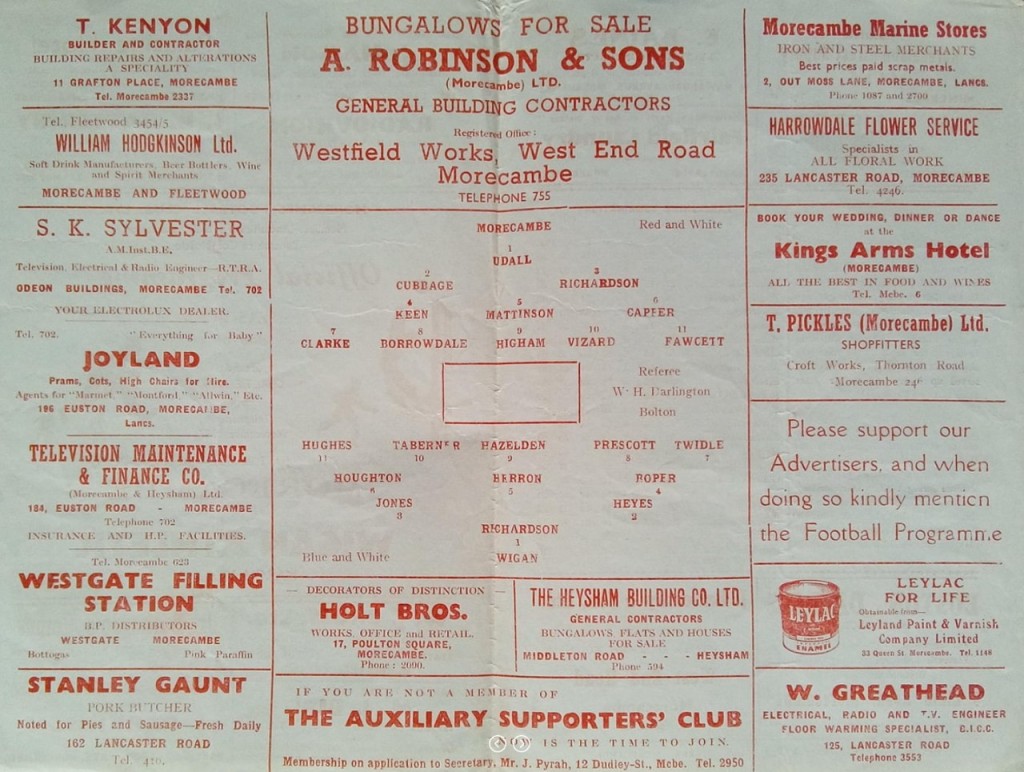 T. KENYON
BUILDER AND CONTRACTOR
BUILDING REPAIRS AND ALTERATIONS
A SPECIALITY
11 GRAFTON PLACE, MORECAMBE
Tel. Morecambe 2337
Tel. Fleetwood 3454/5
WILLIAM HODGKINSON Ltd.
Soft Drink Manufacturers, Beer Bottlers, Wine
and Spirit Merchants
MORECAMBE AND FLEETWOOD
S. K. SYLVESTER
A.M.Inst.B.E.
Television, Electrical & Radio Engineer—R.T.R.A.
ODEON BUILDINGS, MORECAMBE Tel. 702
YOUR ELECTROLUX DEALER.
Tel. 702. "Everything for Baby"
JOYLAND
Prams, Cots, High Chairs for Hire.
Agents for "Marmet," "Montford," "Allwin," Etc.
196 EUSTON ROAD, MORECAMBE,
Lancs.
TELEVISION MAINTENANCE
& FINANCE CO.
(Morecambe & Heysham) Ltd.
184, EUSTON ROAD - MORECAMBE
Telephone 702
INSURANCE AND H.P. FACILITIES.
Tel. Morecambe 623
WESTGATE FILLING
STATION
B.P. DISTRIBUTORS
WESTGATE MORECAMBE
Bottogas Pink Paraffin
STANLEY GAUNT
PORK BUTCHER
Noted for Pies and Sausage—Fresh Daily
162 LANCASTER ROAD
Tel.
BUNGALOWS FOR SALE
A. ROBINSON & SONS
(Morecambe) LTD.
GENERAL BUILDING CONTRACTORS
Registered Office:
Westfield Works, West End Road
Morecambe
TELEPHONE 755
MORECAMBE Red and White
1
UDALL
2 3
CUBBAGE RICHARDSON
4 5 6
KEEN MATTINSON CAPPER
7 8 9 10 11
CLARKE BORROWDALE HIGHAM VIZARD FAWCETT
Referee
W. H. Darlington
Bolton
HUGHES TABERNER HAZELDEN PRESCOTT TWIDLE
11 10 9 8 7
HOUGHTON HERRON ROPER
6 5 4
JONES HEYES
3 2
RICHARDSON
1
Blue and White WIGAN
— DECORATORS OF DISTINCTION —
HOLT BROS.
WORKS, OFFICE and RETAIL.
17, POULTON SQUARE,
MORECAMBE.
Phone: 2090.
THE HEYSHAM BUILDING CO. LTD.
GENERAL CONTRACTORS
BUNGALOWS, FLATS AND HOUSES
FOR SALE
MIDDLETON ROAD - - - HEYSHAM
Phone 594
IF YOU ARE NOT A MEMBER OF
THE AUXILIARY SUPPORTERS' CLUB
NOW IS THE TIME TO JOIN.
Membership on application to Secretary, Mr. J. Pyrah, 12 Dudley-St., Mcbe. Tel. 2950
Morecambe Marine Stores
IRON AND STEEL MERCHANTS
Best prices paid scrap metals.
2, OUT MOSS LANE, MORECAMBE, LANCS.
Phone 1087 and 2700
HARROWDALE FLOWER SERVICE
Specialists in
ALL FLORAL WORK
235 LANCASTER ROAD, MORECAMBE
Tel. 4246.
BOOK YOUR WEDDING, DINNER OR DANCE
at the
Kings Arms Hotel
(MORECAMBE)
ALL THE BEST IN FOOD AND WINES
Tel. Mcbe. 6
T. PICKLES (Morecambe) Ltd.
SHOPFITTERS
Croft Works, Thornton Road
Morecambe
Please support our
Advertisers, and when
doing so kindly mention
the Football Programme
LEYLAC
ENAMEL
LEYLAC
FOR LIFE
Obtainable from—
Leyland Paint & Varnish
Company Limited
33 Queen St. Morecambe. Tel. 1146
W. GREATHEAD
ELECTRICAL, RADIO AND T.V. ENGINEER
FLOOR WARMING SPECIALIST, B.I.C.C.
125, LANCASTER ROAD
Telephone 3553